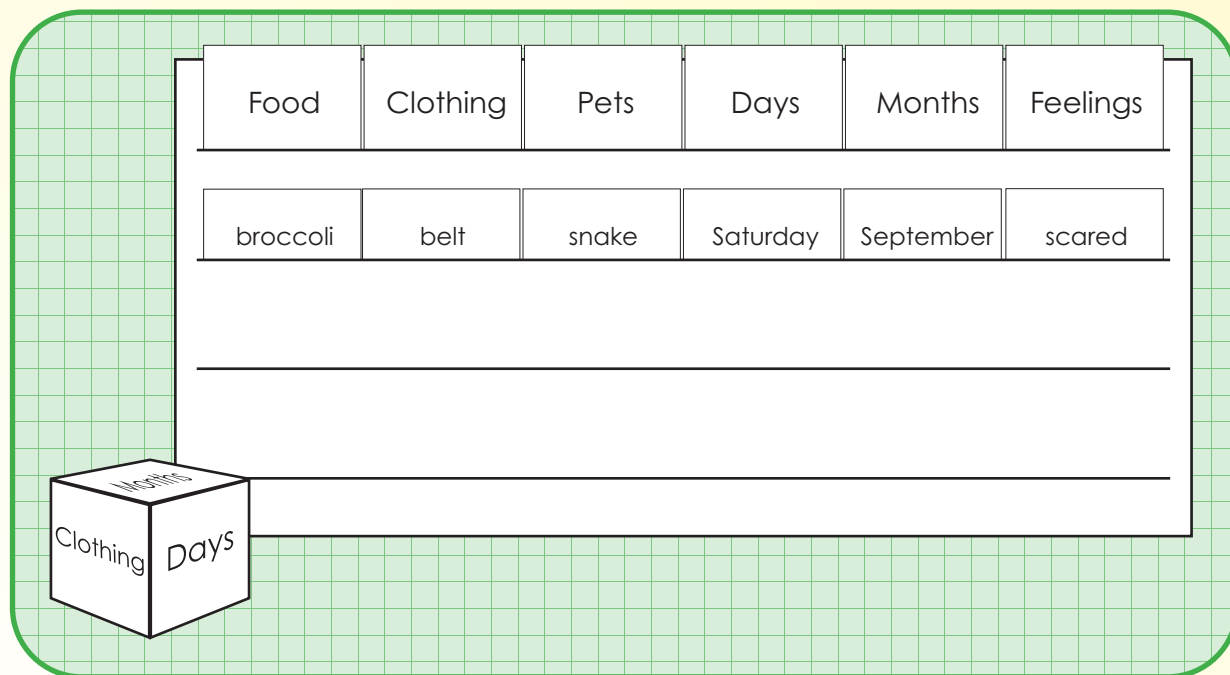 Food Clothing Pets Days Months Feelings
broccoli belt snake Saturday September scared
Months
Clothing Days